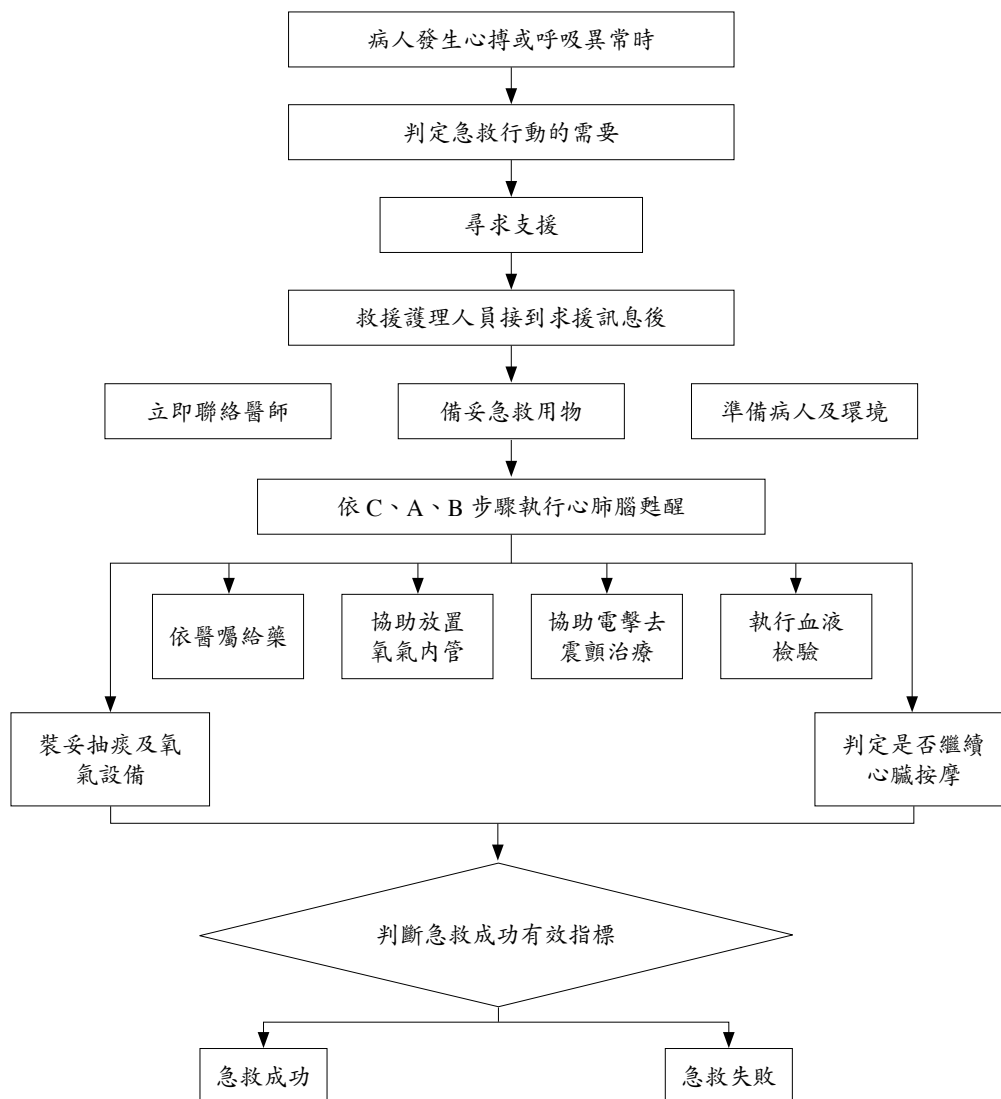 病人發生心搏或呼吸異常時
判定急救行動的需要
尋求支援
救援護理人員接到求援訊息後
立即聯絡醫師
備妥急救用物
準備病人及環境
依 C、A、B 步驟執行心肺腦甦醒
依醫囑給藥
協助放置
氧氣內管
協助電擊去
震顫治療
執行血液
檢驗
裝妥抽痰及氧
氣設備
判定是否繼續
心臟按摩
判斷急救成功有效指標
急救成功
急救失敗